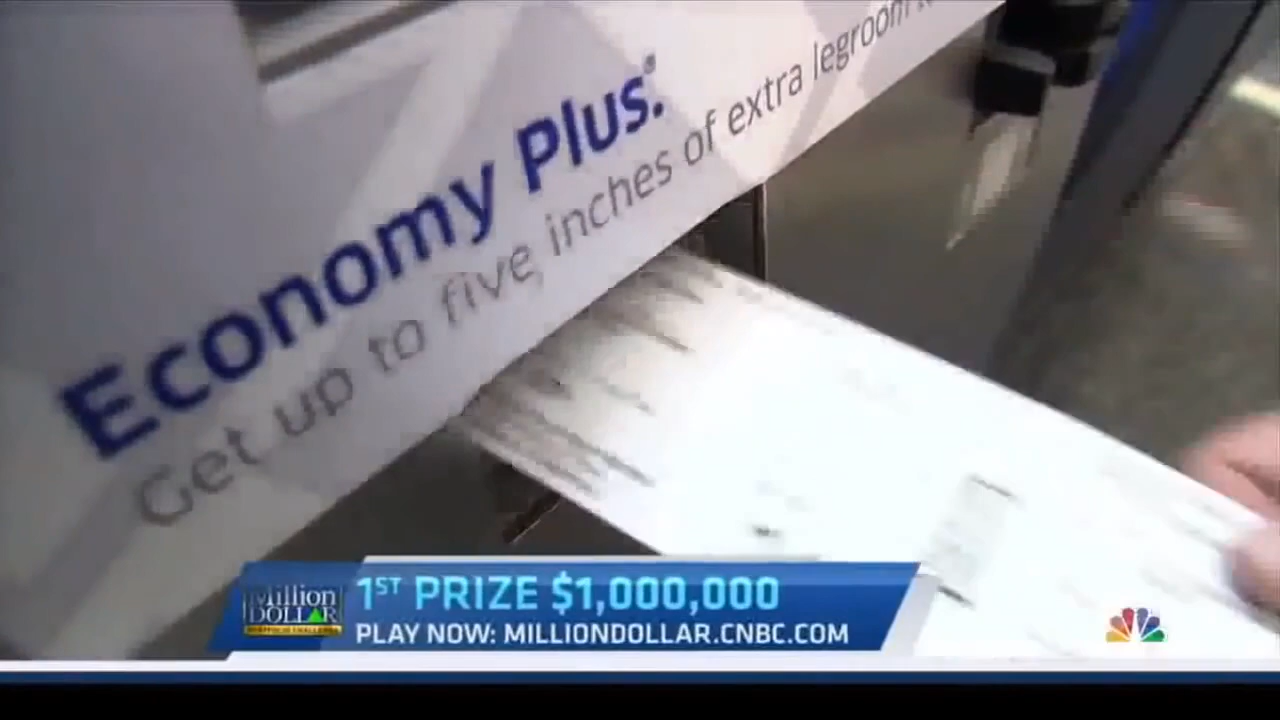 Economy Plus.®
Get up to five inches of extra legroom
Million
DOLLAR
1ST PRIZE $1,000,000
PLAY NOW: MILLIONDOLLAR.CNBC.COM